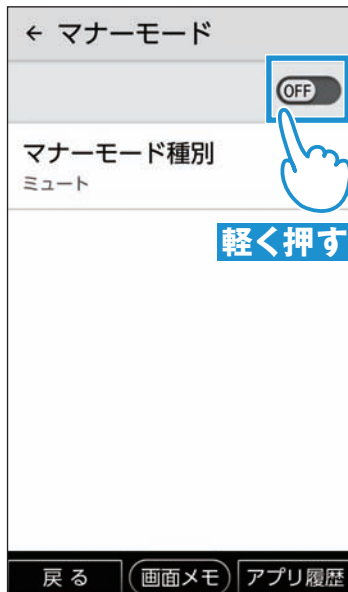 ← マナーモード
OFF
マナーモード種別
ミュート
軽く押す
戻る 画面メモ アプリ履歴